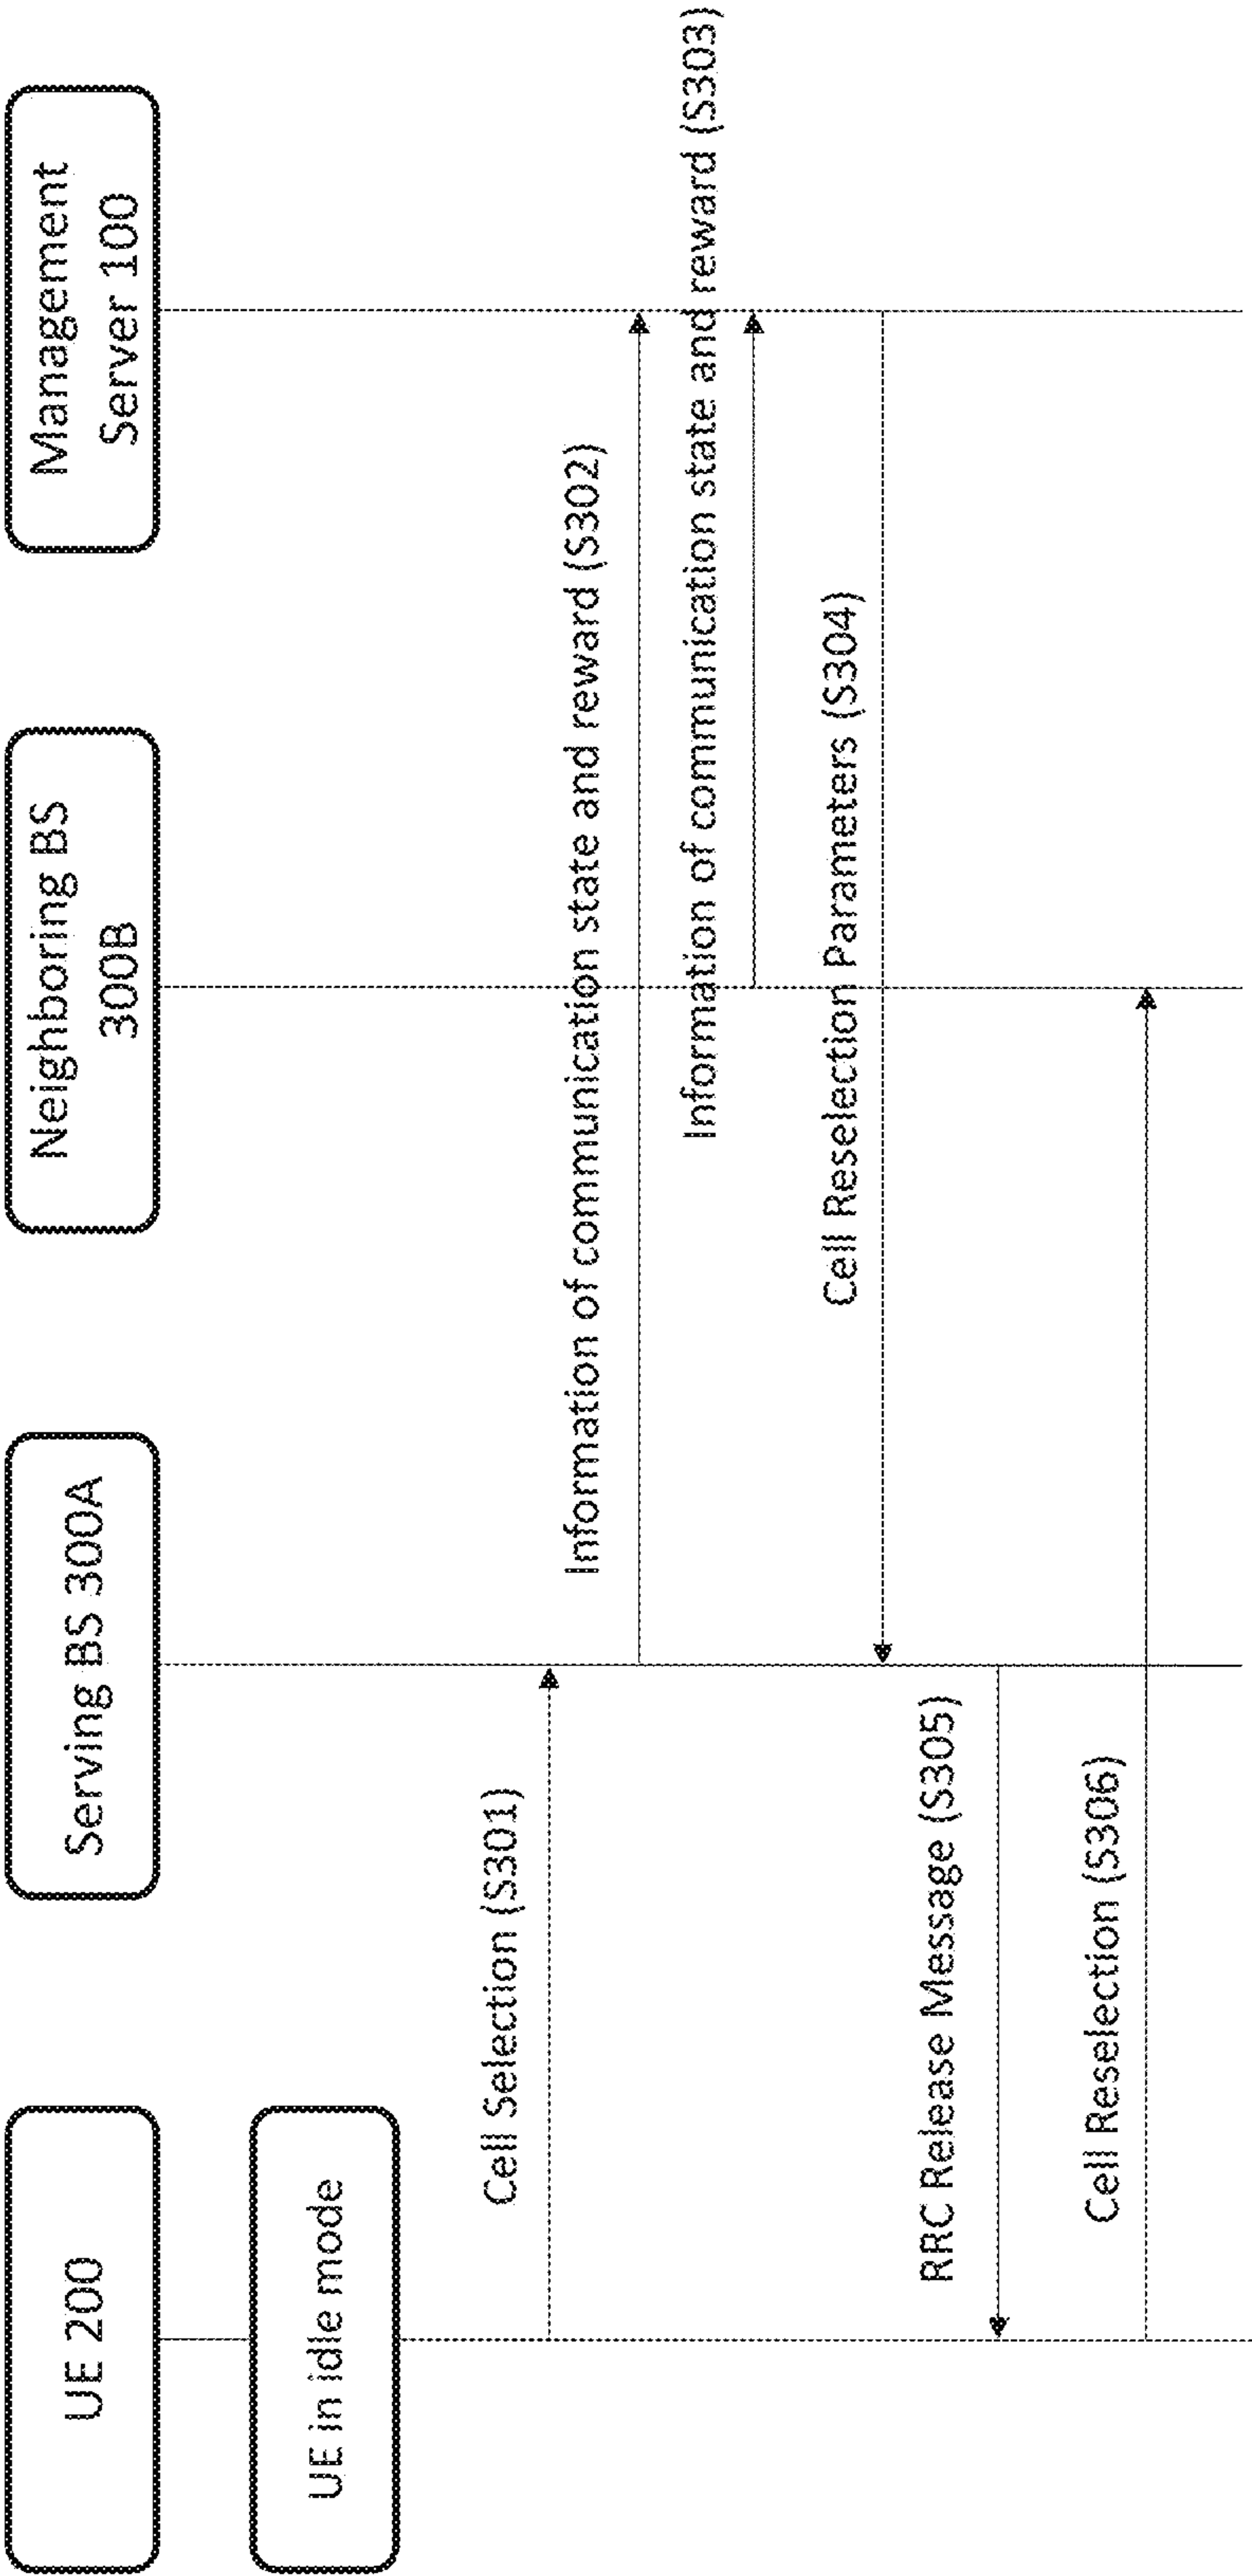 UE 200
Serving BS 300A
Neighboring BS
300B
Management
Server 100
UE in idle mode
Cell Selection (S301)
Information of communication state and reward (S302)
Information of communication state and reward (S303)
Cell Reselection Parameters (S304)
RRC Release Message (S305)
Cell Reselection (S306)